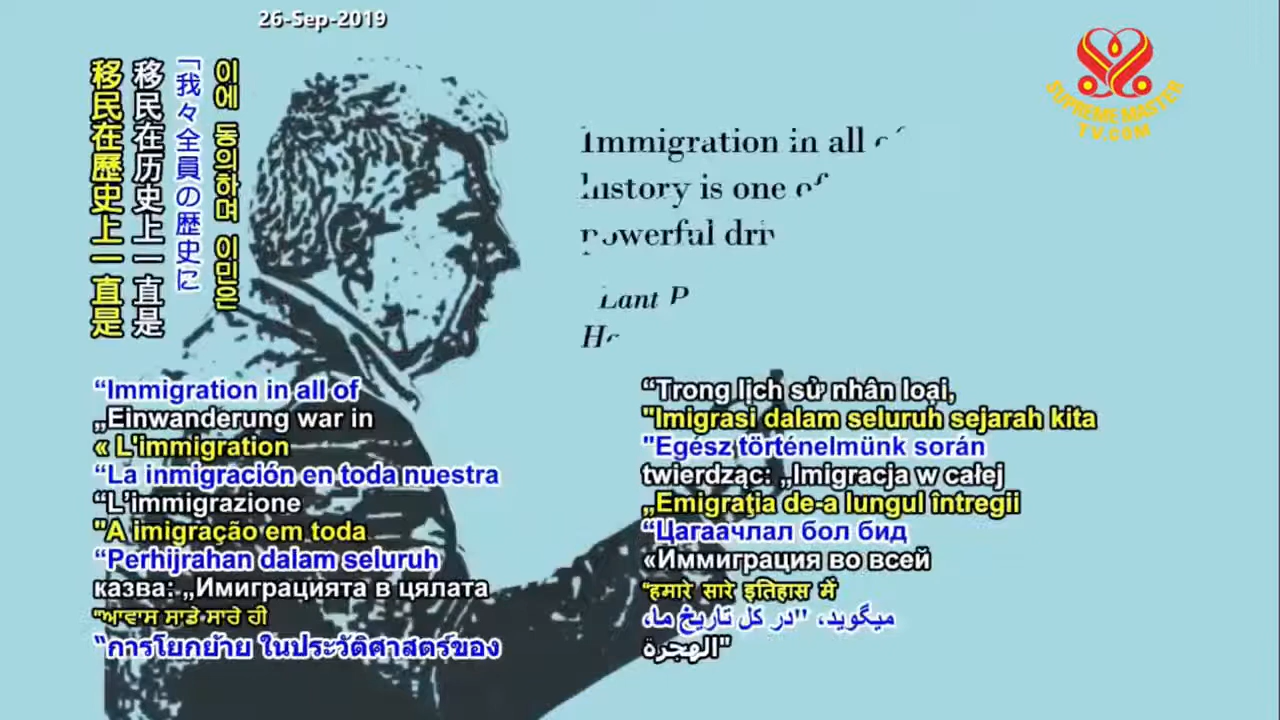 26-Sep-2019
SUPREME MASTER
TV.COM
이에 동의하며 이민은
「我々全員の歴史に
移民在历史上一直是
移民在歷史上一直是
Immigration in all
history is one of
powerful
“Immigration in all of
„Einwanderung war in
« L'immigration
“La inmigración en toda nuestra
“L’immigrazione
"A imigração em toda
“Perhijrahan dalam seluruh
казва: „Имиграцията в цялата
"ਆਵਾਸ ਸਾਡੇ ਸਾਰੇ ਹੀ
“การโยกย้าย ในประวัติศาสตร์ของ
“Trong lịch sử nhân loại,
"Imigrasi dalam seluruh sejarah kita
"Egész történelmünk során
twierdząc: „Imigracja w całej
„Emigraţia de-a lungul întregii
“Цагаачлал бол бид
«Иммиграция во всей
“हमारे सारे इतिहास में
میگوید، "در کل تاریخ ما،
الهجرة"